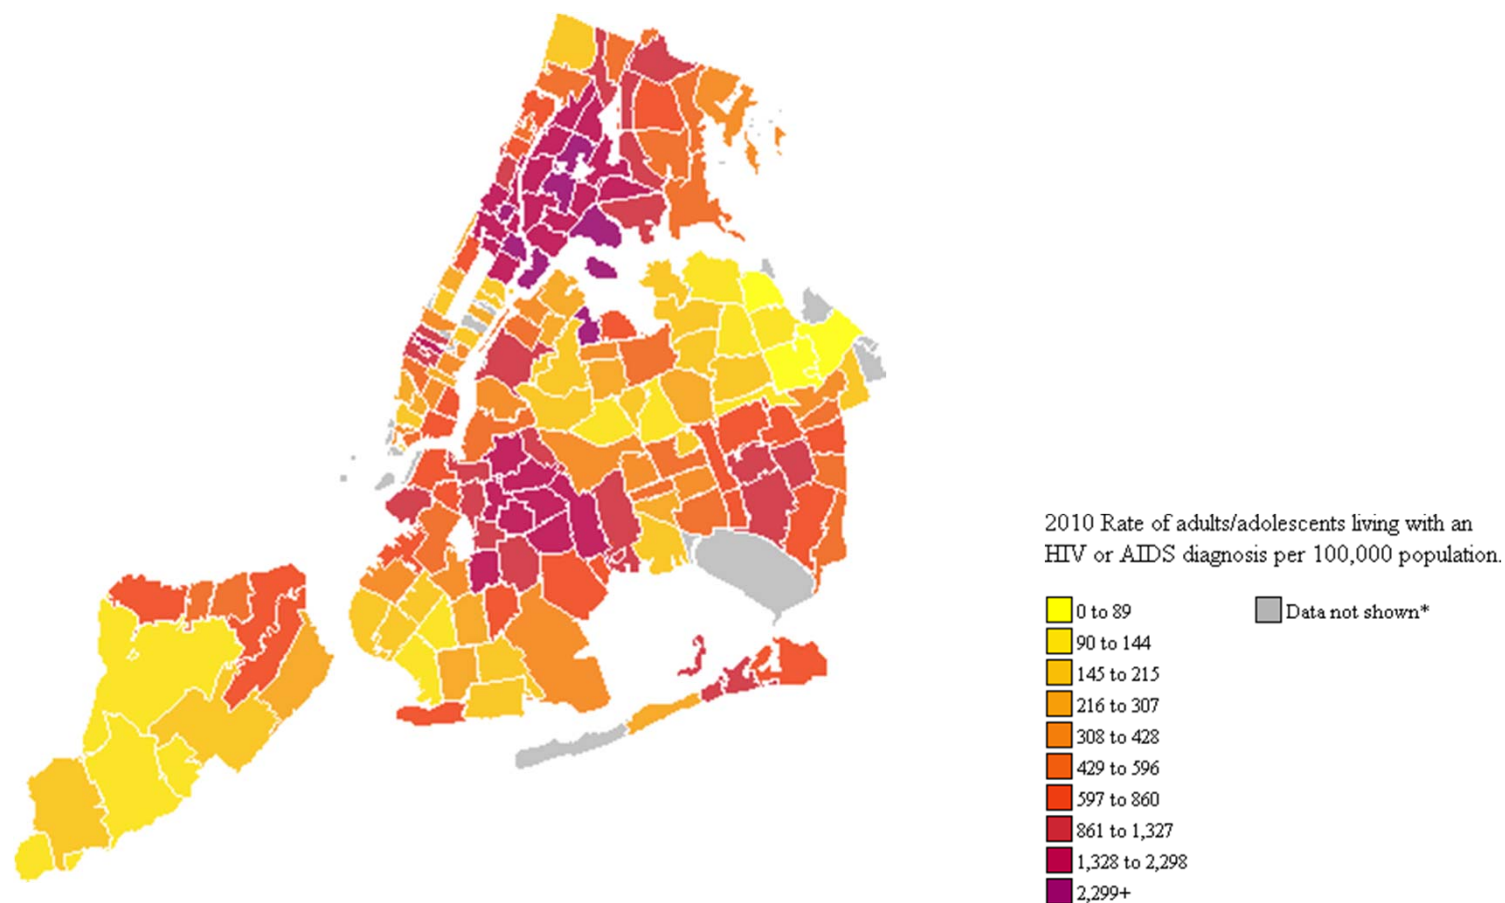 2010 Rate of adults/adolescents living with an
HIV or AIDS diagnosis per 100,000 population.
0 to 89
Data not shown*
90 to 144
145 to 215
216 to 307
308 to 428
429 to 596
597 to 860
861 to 1,327
1,328 to 2,298
2,299+